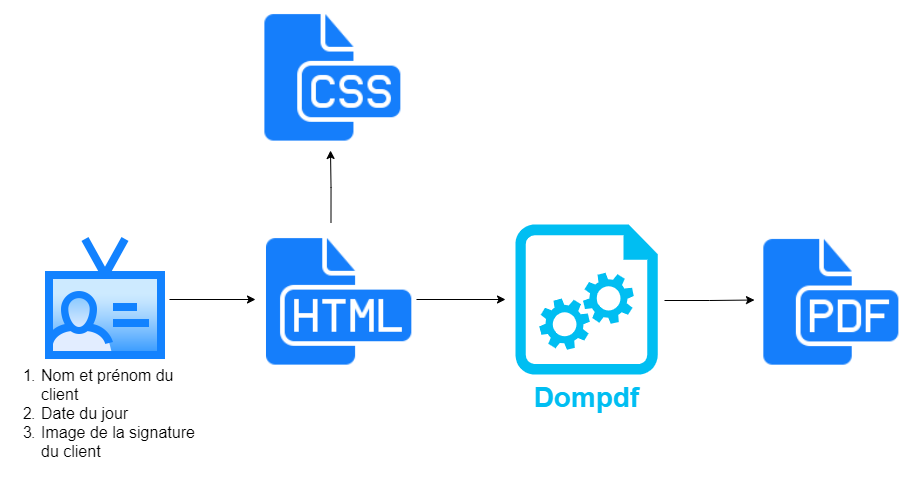 CSS
HTML
PDF
Dompdf
1. Nom et prénom du
client
2. Date du jour
3. Image de la signature
du client